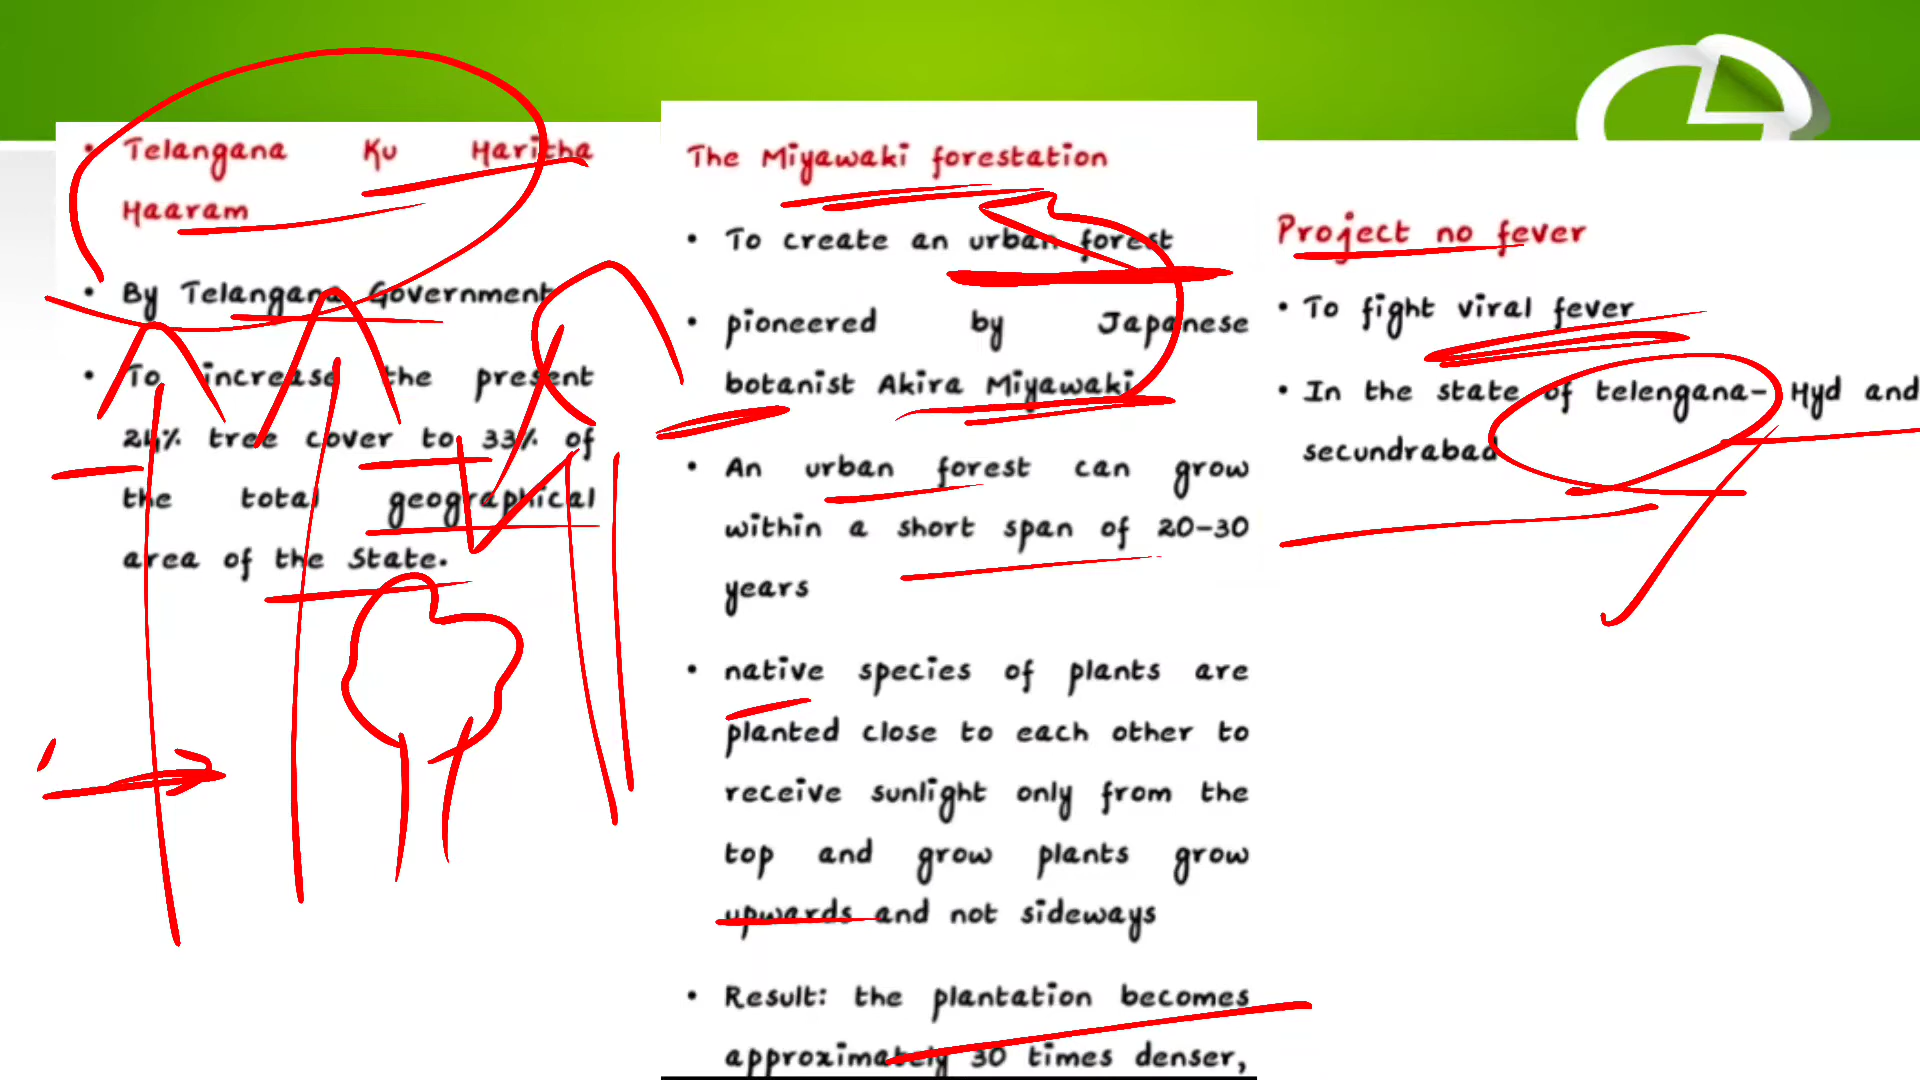 • Telangana Ku Haritha
Haaram
• By Telangana Government
• To increase the present
24% tree cover to 33% of
the total geographical
area of the State.
The Miyawaki forestation
• To create an urban forest
• pioneered by Japanese
botanist Akira Miyawaki
• An urban forest can grow
within a short span of 20-30
years
• native species of plants are
planted close to each other to
receive sunlight only from the
top and grow plants grow
upwards and not sideways
• Result: the plantation becomes
approximately 30 times denser,
Project no fever
• To fight viral fever
• In the state of telengana- Hyd and
secundrabad